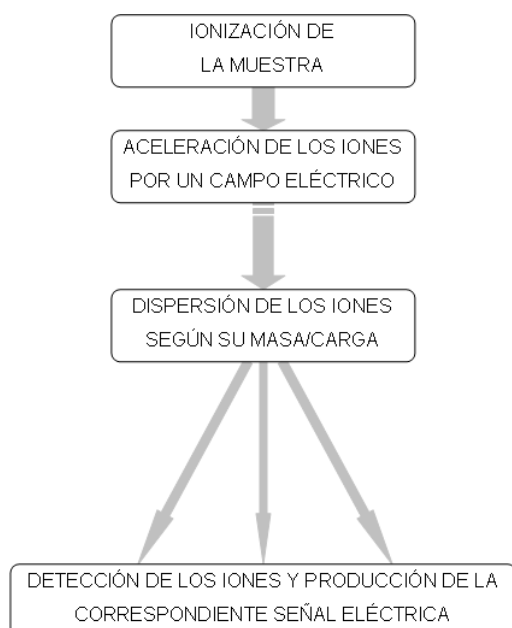 IONIZACIÓN DE
LA MUESTRA
ACELERACIÓN DE LOS IONES
POR UN CAMPO ELÉCTRICO
DISPERSIÓN DE LOS IONES
SEGÚN SU MASA/CARGA
DETECCIÓN DE LOS IONES Y PRODUCCIÓN DE LA
CORRESPONDIENTE SEÑAL ELÉCTRICA